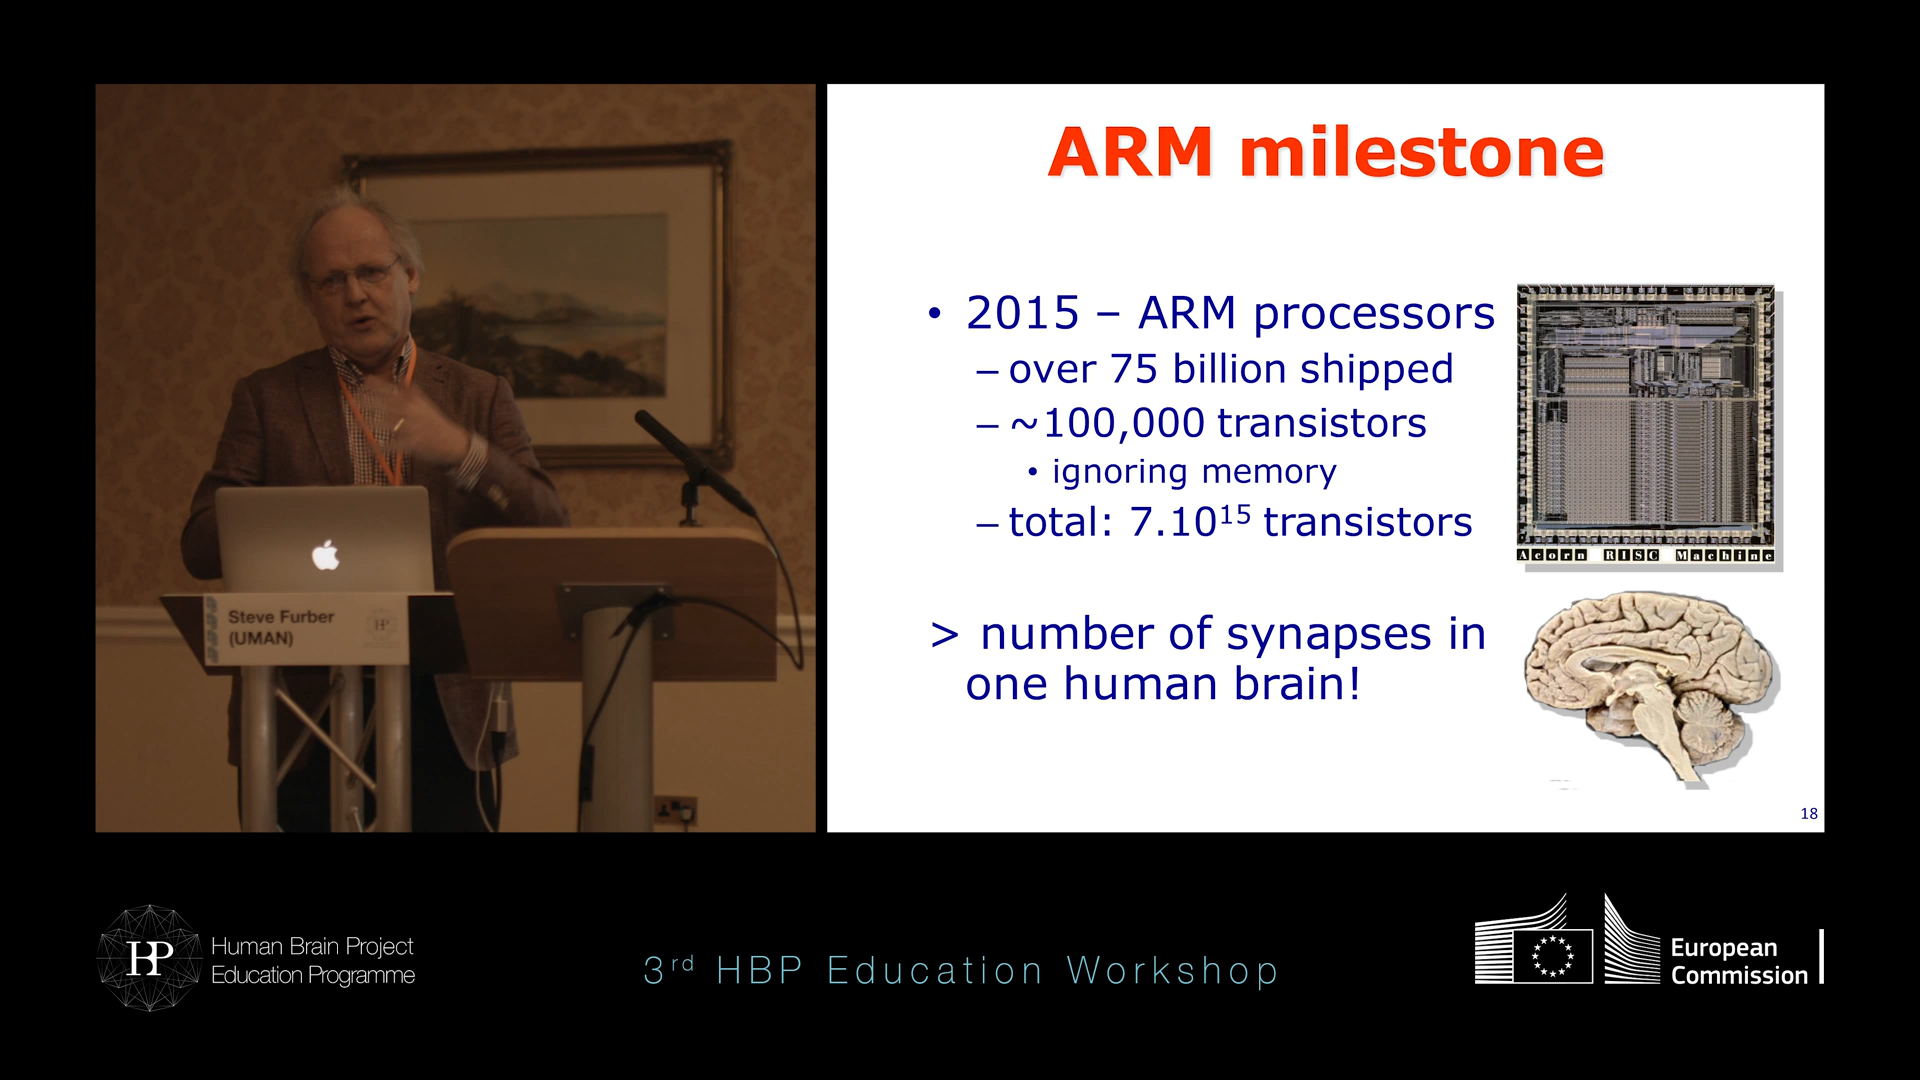 ARM milestone
• 2015 – ARM processors
– over 75 billion shipped
– ~100,000 transistors
• ignoring memory
– total: 7.10¹⁵ transistors
> number of synapses in
one human brain!
Acorn RISC Machine
18
Steve Furber
(UMAN)
HP
HP
Human Brain Project
Education Programme
3rd HBP Education Workshop
European
Commission